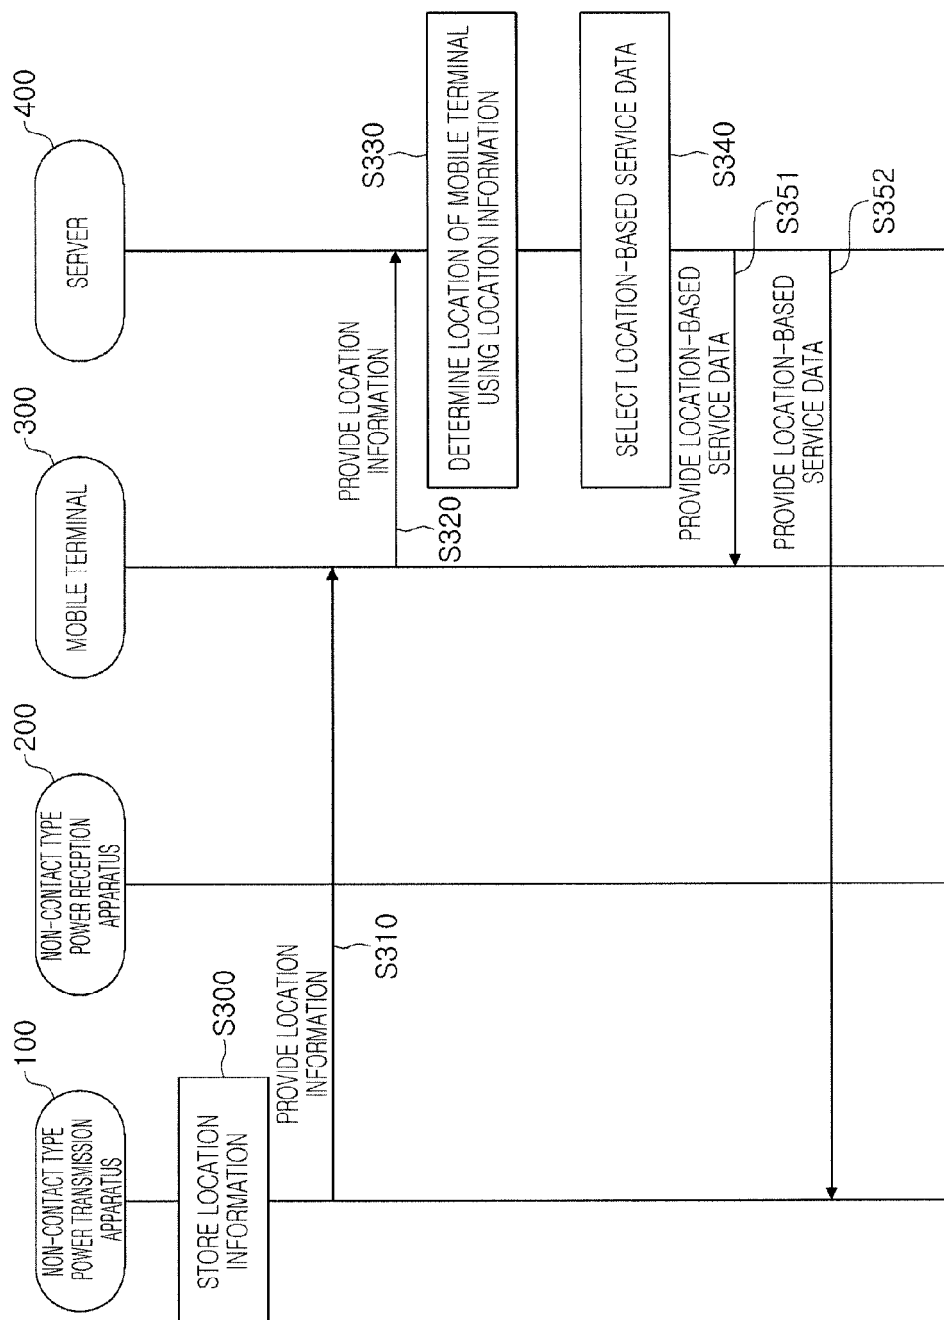 100
NON-CONTACT TYPE
POWER TRANSMISSION
APPARATUS
200
NON-CONTACT TYPE
POWER RECEPTION
APPARATUS
300
MOBILE TERMINAL
400
SERVER
S300
STORE LOCATION
INFORMATION
PROVIDE LOCATION
INFORMATION
S310
PROVIDE LOCATION
INFORMATION
S320
S330
DETERMINE LOCATION OF MOBILE TERMINAL
USING LOCATION INFORMATION
SELECT LOCATION-BASED SERVICE DATA
S340
PROVIDE LOCATION-BASED
SERVICE DATA
S351
PROVIDE LOCATION-BASED
SERVICE DATA
S352